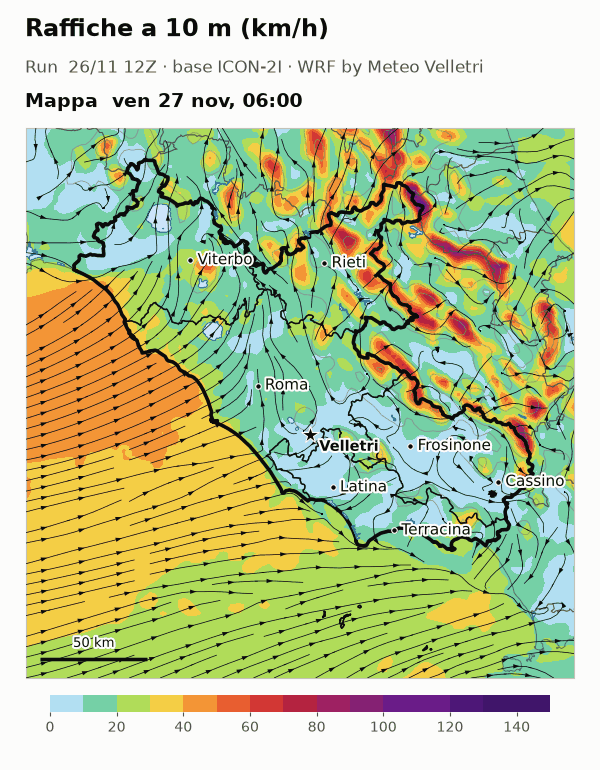 Raffiche a 10 m (km/h)
Run  26/11 12Z · base ICON-2I · WRF by Meteo Velletri
Mappa  ven 27 nov, 06:00
Viterbo
Rieti
Roma
Velletri
Frosinone
Cassino
Latina
Terracina
50 km
0 20 40 60 80 100 120 140